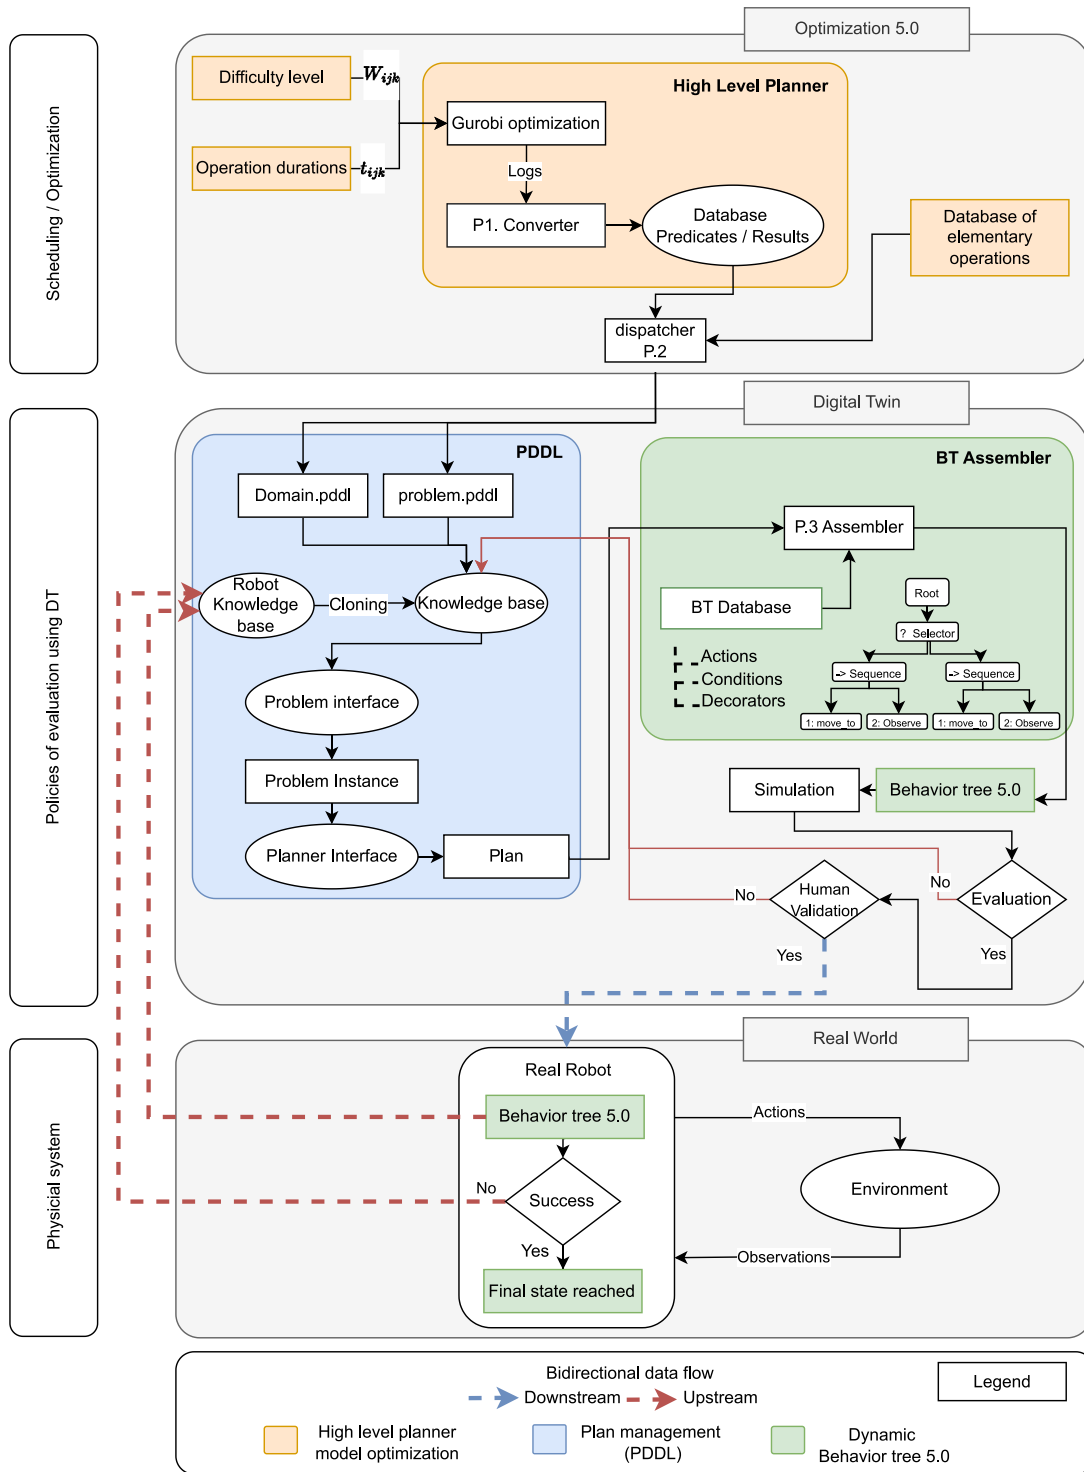 Optimization 5.0
Scheduling / Optimization
Difficulty level
W_ijk
High Level Planner
Gurobi optimization
Operation durations
t_ijk
Logs
P1. Converter
Database
Predicates / Results
Database of
elementary
operations
dispatcher
P.2
Policies of evaluation using DT
Digital Twin
PDDL
BT Assembler
Domain.pddl
problem.pddl
P.3 Assembler
Robot
Knowledge
base
Cloning
Knowledge base
BT Database
Root
? Selector
Actions
Conditions
Decorators
-> Sequence
-> Sequence
1: move_to
2: Observe
1: move_to
2: Observe
Problem interface
Problem Instance
Simulation
Behavior tree 5.0
Planner Interface
Plan
No
Human
Validation
No
Evaluation
Yes
Yes
Physicial system
Real World
Real Robot
Behavior tree 5.0
Actions
No
Success
Environment
Yes
Observations
Final state reached
Bidirectional data flow
Downstream
Upstream
Legend
High level planner
model optimization
Plan management
(PDDL)
Dynamic
Behavior tree 5.0